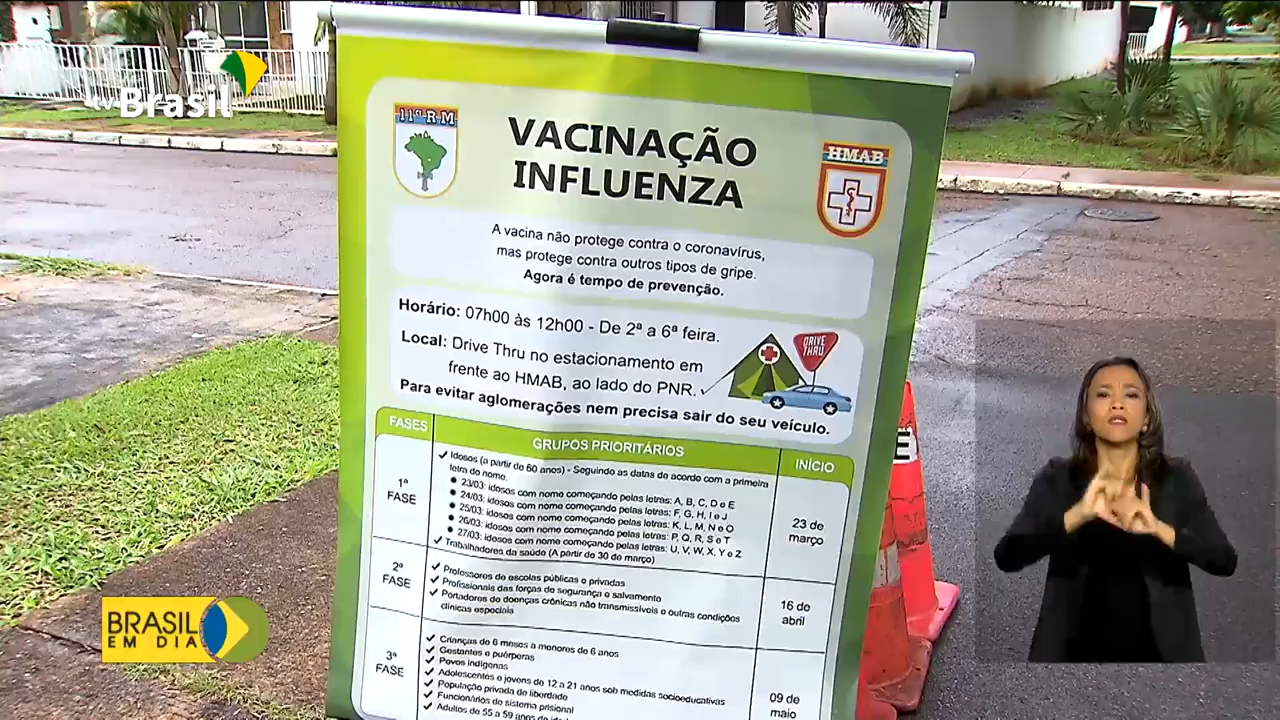 tvBrasil
11ª R M
VACINAÇÃO
INFLUENZA
HMAB
A vacina não protege contra o coronavírus,
mas protege contra outros tipos de gripe.
Agora é tempo de prevenção.
Horário: 07h00 às 12h00 - De 2ª a 6ª feira.
Local: Drive Thru no estacionamento em
frente ao HMAB, ao lado do PNR.
DRIVE
THRU
Para evitar aglomerações nem precisa sair do seu veículo.
FASES
GRUPOS PRIORITÁRIOS
INÍCIO
1ª
FASE
Idosos (a partir de 60 anos) - Seguindo as datas de acordo com a primeira
letra do nome.
23/03: idosos com nome começando pelas letras: A, B, C, D e E
24/03: idosos com nome começando pelas letras: F, G, H, I e J
25/03: idosos com nome começando pelas letras: K, L, M, N e O
26/03: idosos com nome começando pelas letras: P, Q, R, S e T
27/03: idosos com nome começando pelas letras: U, V, W, X, Y e Z
Trabalhadores da saúde (A partir de 30 de março)
23 de
março
2ª
FASE
Professores de escolas públicas e privadas
Profissionais das forças de segurança e salvamento
Portadores de doenças crônicas não transmissíveis e outras condições
clínicas especiais
16 de
abril
3ª
FASE
Crianças de 6 meses a menores de 6 anos
Gestantes e puérperas
Povos indígenas
Adolescentes e jovens de 12 a 21 anos sob medidas socioeducativas
População privada de liberdade
Funcionários do sistema prisional
Adultos de 55 a 59 anos de
09 de
maio
E
BRASIL
EM DIA